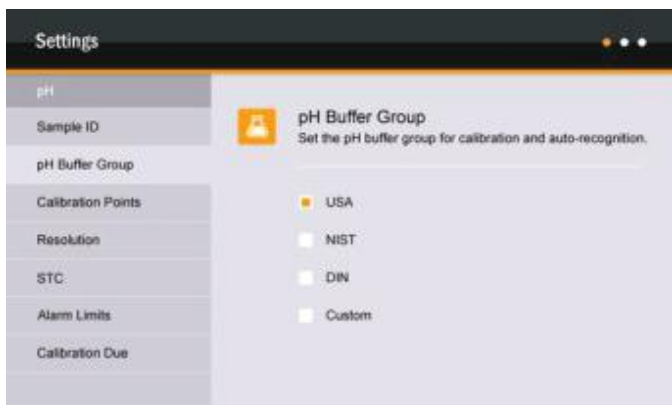 Settings
pH
Sample ID
pH Buffer Group
Calibration Points
Resolution
STC
Alarm Limits
Calibration Due
pH Buffer Group
Set the pH buffer group for calibration and auto-recognition.
USA
NIST
DIN
Custom